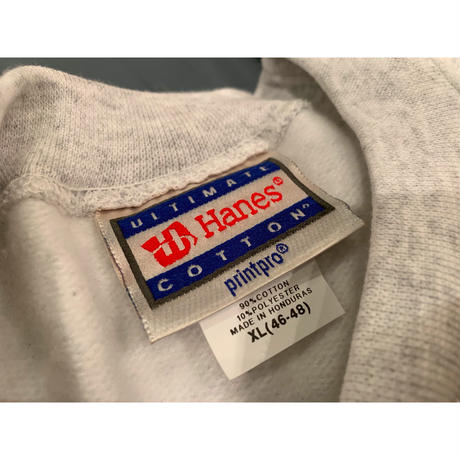 ULTIMATE
Hanes®
COTTON®
printpro®
90% COTTON
10% POLYESTER
MADE IN HONDURAS
XL(46-48)